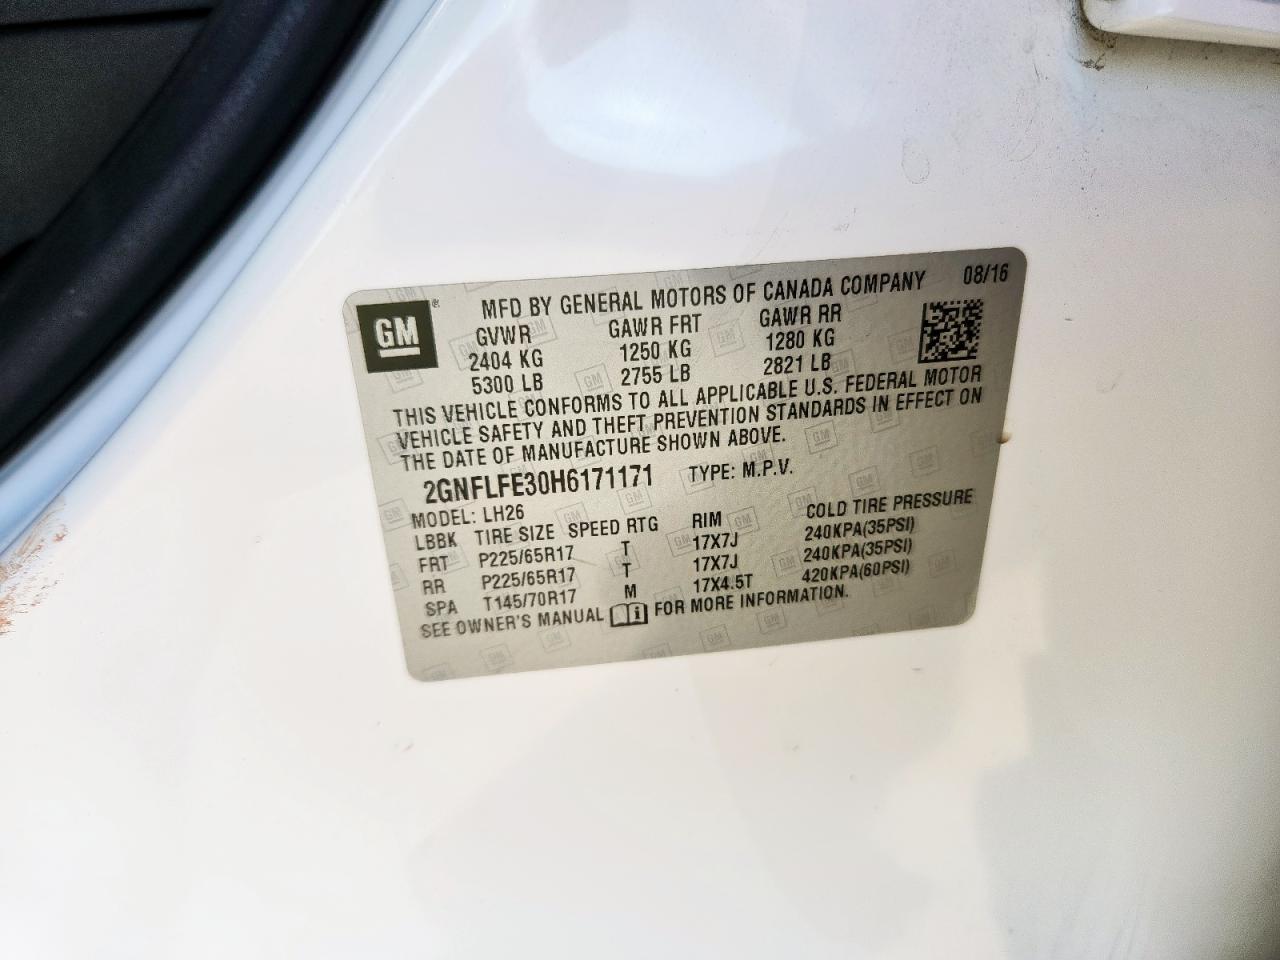 GM ®
MFD BY GENERAL MOTORS OF CANADA COMPANY 08/16
GVWR GAWR FRT GAWR RR
2404 KG 1250 KG 1280 KG
5300 LB 2755 LB 2821 LB
THIS VEHICLE CONFORMS TO ALL APPLICABLE U.S. FEDERAL MOTOR
VEHICLE SAFETY AND THEFT PREVENTION STANDARDS IN EFFECT ON
THE DATE OF MANUFACTURE SHOWN ABOVE.
2GNFLFE30H6171171 TYPE: M.P.V.
MODEL: LH26
LBBK TIRE SIZE SPEED RTG RIM COLD TIRE PRESSURE
FRT P225/65R17 T 17X7J 240KPA(35PSI)
RR P225/65R17 T 17X7J 240KPA(35PSI)
SPA T145/70R17 M 17X4.5T 420KPA(60PSI)
SEE OWNER'S MANUAL FOR MORE INFORMATION.